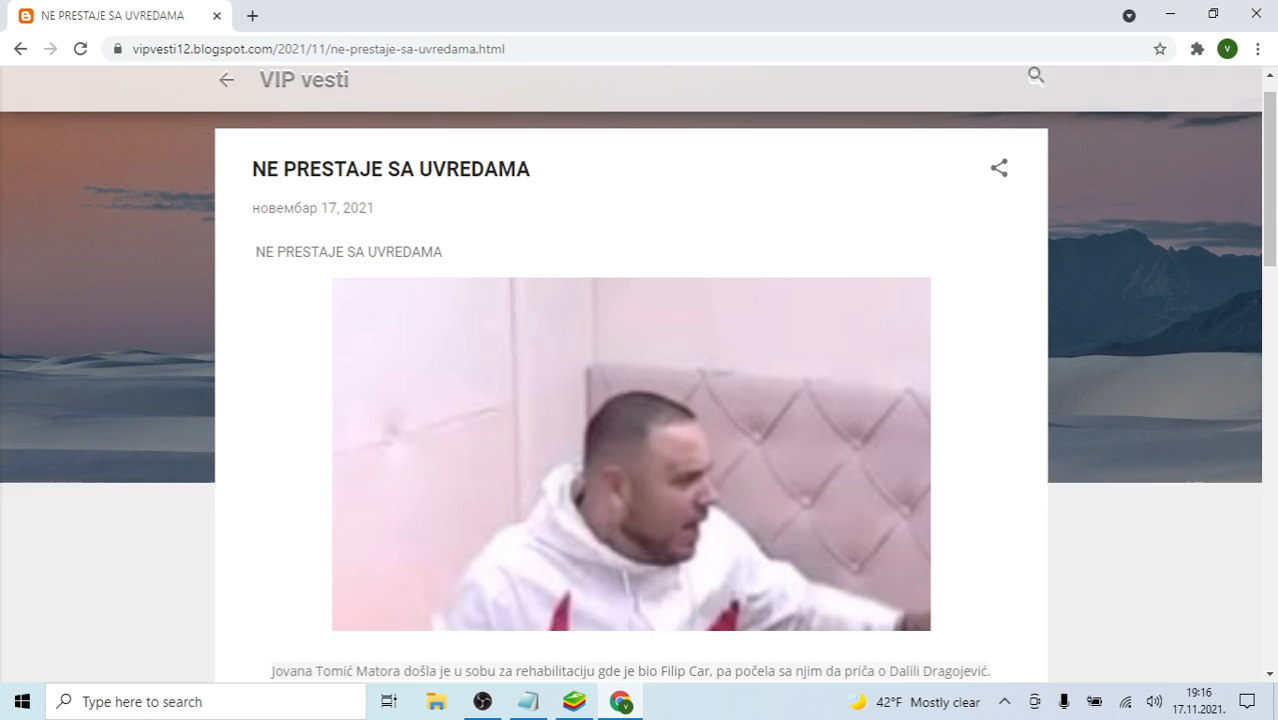 NE PRESTAJE SA UVREDAMA
vipvesti12.blogspot.com/2021/11/ne-prestaje-sa-uvredama.html
V
VIP vesti
NE PRESTAJE SA UVREDAMA
новембар 17, 2021
NE PRESTAJE SA UVREDAMA
Jovana Tomić Matora došla je u sobu za rehabilitaciju gde je bio Filip Car, pa počela sa njim da priča o Dalili Dragojević.
Type here to search
V
42°F Mostly clear
19:16
17.11.2021.